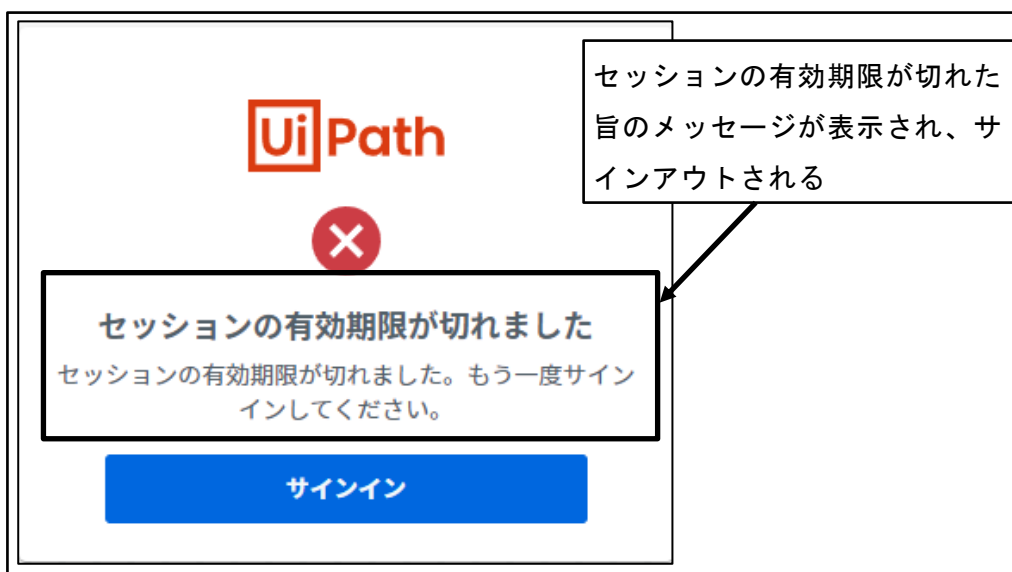 UiPath
セッションの有効期限が切れた
旨のメッセージが表示され、サ
インアウトされる
セッションの有効期限が切れました
セッションの有効期限が切れました。もう一度サイン
インしてください。
サインイン